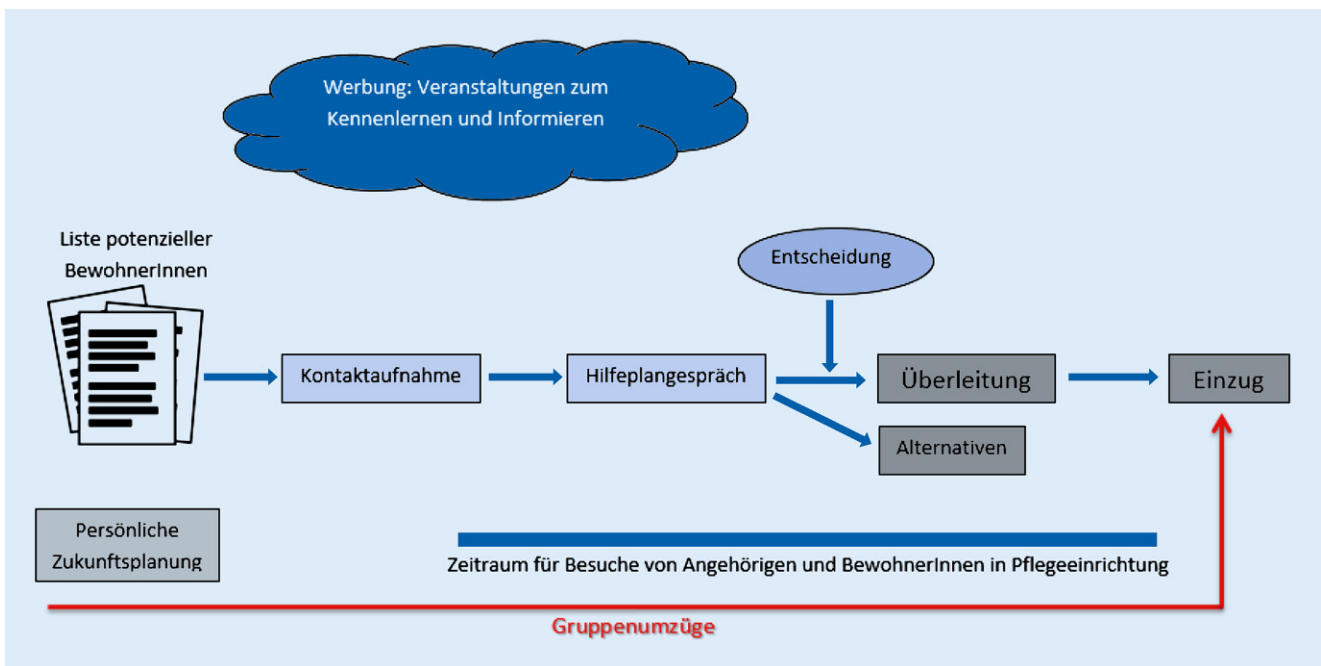 Werbung: Veranstaltungen zum
Kennenlernen und Informieren
Liste potenzieller
BewohnerInnen
Entscheidung
Kontaktaufnahme
Hilfeplangespräch
Überleitung
Einzug
Alternativen
Persönliche
Zukunftsplanung
Zeitraum für Besuche von Angehörigen und BewohnerInnen in Pflegeeinrichtung
Gruppenumzüge